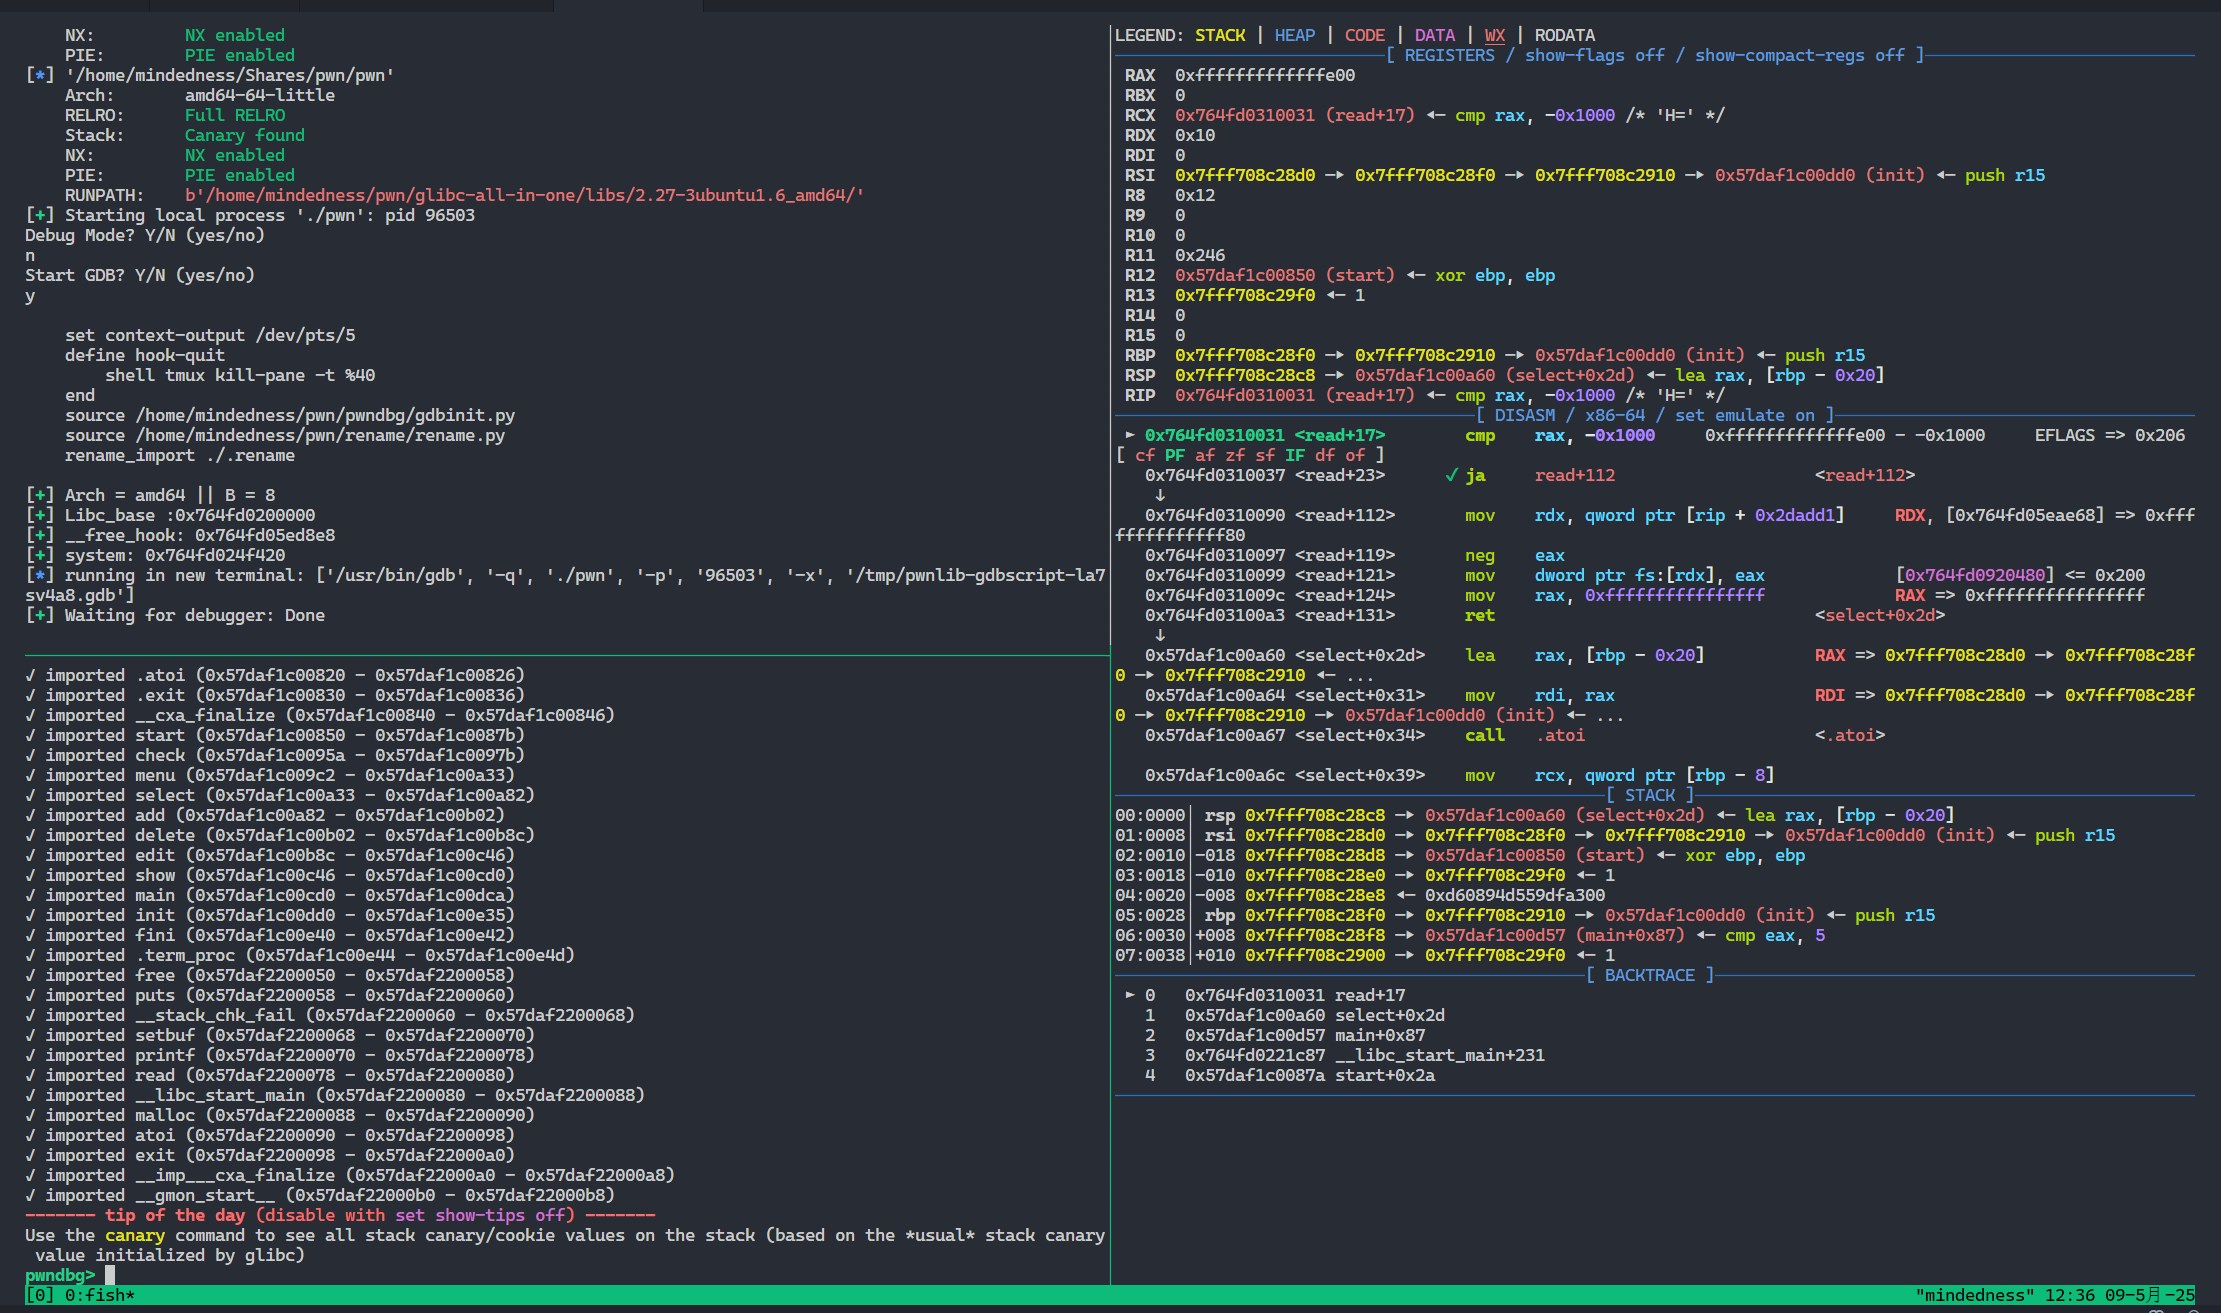 NX:         NX enabled
PIE:        PIE enabled
[*] '/home/mindedness/Shares/pwn/pwn'
Arch:       amd64-64-little
RELRO:      Full RELRO
Stack:      Canary found
NX:         NX enabled
PIE:        PIE enabled
RUNPATH:    b'/home/mindedness/pwn/glibc-all-in-one/libs/2.27-3ubuntu1.6_amd64/'
[+] Starting local process './pwn': pid 96503
Debug Mode? Y/N (yes/no)
n
Start GDB? Y/N (yes/no)
y
set context-output /dev/pts/5
define hook-quit
shell tmux kill-pane -t %40
end
source /home/mindedness/pwn/pwndbg/gdbinit.py
source /home/mindedness/pwn/rename/rename.py
rename_import ./.rename
[+] Arch = amd64 || B = 8
[+] Libc_base :0x764fd0200000
[+] __free_hook: 0x764fd05ed8e8
[+] system: 0x764fd024f420
[*] running in new terminal: ['/usr/bin/gdb', '-q', './pwn', '-p', '96503', '-x', '/tmp/pwnlib-gdbscript-la7
sv4a8.gdb']
[+] Waiting for debugger: Done
√ imported .atoi (0x57daf1c00820 - 0x57daf1c00826)
√ imported .exit (0x57daf1c00830 - 0x57daf1c00836)
√ imported __cxa_finalize (0x57daf1c00840 - 0x57daf1c00846)
√ imported start (0x57daf1c00850 - 0x57daf1c0087b)
√ imported check (0x57daf1c0095a - 0x57daf1c0097b)
√ imported menu (0x57daf1c009c2 - 0x57daf1c00a33)
√ imported select (0x57daf1c00a33 - 0x57daf1c00a82)
√ imported add (0x57daf1c00a82 - 0x57daf1c00b02)
√ imported delete (0x57daf1c00b02 - 0x57daf1c00b8c)
√ imported edit (0x57daf1c00b8c - 0x57daf1c00c46)
√ imported show (0x57daf1c00c46 - 0x57daf1c00cd0)
√ imported main (0x57daf1c00cd0 - 0x57daf1c00dca)
√ imported init (0x57daf1c00dd0 - 0x57daf1c00e35)
√ imported fini (0x57daf1c00e40 - 0x57daf1c00e42)
√ imported .term_proc (0x57daf1c00e44 - 0x57daf1c00e4d)
√ imported free (0x57daf2200050 - 0x57daf2200058)
√ imported puts (0x57daf2200058 - 0x57daf2200060)
√ imported __stack_chk_fail (0x57daf2200060 - 0x57daf2200068)
√ imported setbuf (0x57daf2200068 - 0x57daf2200070)
√ imported printf (0x57daf2200070 - 0x57daf2200078)
√ imported read (0x57daf2200078 - 0x57daf2200080)
√ imported __libc_start_main (0x57daf2200080 - 0x57daf2200088)
√ imported malloc (0x57daf2200088 - 0x57daf2200090)
√ imported atoi (0x57daf2200090 - 0x57daf2200098)
√ imported exit (0x57daf2200098 - 0x57daf22000a0)
√ imported __imp___cxa_finalize (0x57daf22000a0 - 0x57daf22000a8)
√ imported __gmon_start__ (0x57daf22000b0 - 0x57daf22000b8)
------- tip of the day (disable with set show-tips off) -------
Use the canary command to see all stack canary/cookie values on the stack (based on the *usual* stack canary
value initialized by glibc)
pwndbg>
LEGEND: STACK | HEAP | CODE | DATA | WX | RODATA
[ REGISTERS / show-flags off / show-compact-regs off ]
RAX  0xfffffffffffffe00
RBX  0
RCX  0x764fd0310031 (read+17) ◂— cmp rax, -0x1000 /* 'H=' */
RDX  0x10
RDI  0
RSI  0x7fff708c28d0 —▸ 0x7fff708c28f0 —▸ 0x7fff708c2910 —▸ 0x57daf1c00dd0 (init) ◂— push r15
R8   0x12
R9   0
R10  0
R11  0x246
R12  0x57daf1c00850 (start) ◂— xor ebp, ebp
R13  0x7fff708c29f0 ◂— 1
R14  0
R15  0
RBP  0x7fff708c28f0 —▸ 0x7fff708c2910 —▸ 0x57daf1c00dd0 (init) ◂— push r15
RSP  0x7fff708c28c8 —▸ 0x57daf1c00a60 (select+0x2d) ◂— lea rax, [rbp - 0x20]
RIP  0x764fd0310031 (read+17) ◂— cmp rax, -0x1000 /* 'H=' */
[ DISASM / x86-64 / set emulate on ]
► 0x764fd0310031 <read+17>        cmp    rax, -0x1000     0xfffffffffffffe00 - -0x1000     EFLAGS => 0x206
[ cf PF af zf sf IF df of ]
0x764fd0310037 <read+23>      ✓ ja     read+112                    <read+112>
↓
0x764fd0310090 <read+112>       mov    rdx, qword ptr [rip + 0x2dadd1]     RDX, [0x764fd05eae68] => 0xfff
fffffffffff80
0x764fd0310097 <read+119>       neg    eax
0x764fd0310099 <read+121>       mov    dword ptr fs:[rdx], eax             [0x764fd0920480] <= 0x200
0x764fd031009c <read+124>       mov    rax, 0xffffffffffffffff             RAX => 0xffffffffffffffff
0x764fd03100a3 <read+131>       ret                                <select+0x2d>
↓
0x57daf1c00a60 <select+0x2d>    lea    rax, [rbp - 0x20]           RAX => 0x7fff708c28d0 —▸ 0x7fff708c28f
0 —▸ 0x7fff708c2910 ◂— ...
0x57daf1c00a64 <select+0x31>    mov    rdi, rax                    RDI => 0x7fff708c28d0 —▸ 0x7fff708c28f
0 —▸ 0x7fff708c2910 —▸ 0x57daf1c00dd0 (init) ◂— ...
0x57daf1c00a67 <select+0x34>    call   .atoi                       <.atoi>
0x57daf1c00a6c <select+0x39>    mov    rcx, qword ptr [rbp - 8]
[ STACK ]
00:0000│ rsp 0x7fff708c28c8 —▸ 0x57daf1c00a60 (select+0x2d) ◂— lea rax, [rbp - 0x20]
01:0008│ rsi 0x7fff708c28d0 —▸ 0x7fff708c28f0 —▸ 0x7fff708c2910 —▸ 0x57daf1c00dd0 (init) ◂— push r15
02:0010│-018 0x7fff708c28d8 —▸ 0x57daf1c00850 (start) ◂— xor ebp, ebp
03:0018│-010 0x7fff708c28e0 —▸ 0x7fff708c29f0 ◂— 1
04:0020│-008 0x7fff708c28e8 ◂— 0xd60894d559dfa300
05:0028│ rbp 0x7fff708c28f0 —▸ 0x7fff708c2910 —▸ 0x57daf1c00dd0 (init) ◂— push r15
06:0030│+008 0x7fff708c28f8 —▸ 0x57daf1c00d57 (main+0x87) ◂— cmp eax, 5
07:0038│+010 0x7fff708c2900 —▸ 0x7fff708c29f0 ◂— 1
[ BACKTRACE ]
► 0   0x764fd0310031 read+17
1   0x57daf1c00a60 select+0x2d
2   0x57daf1c00d57 main+0x87
3   0x764fd0221c87 __libc_start_main+231
4   0x57daf1c0087a start+0x2a
[0] 0:fish*
"mindedness" 12:36 09-5月-25